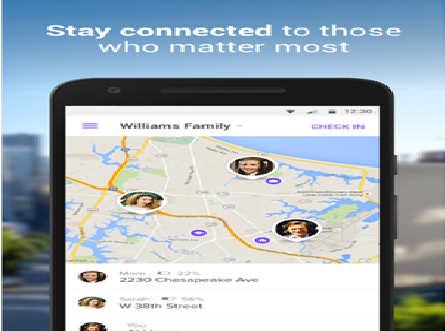 Stay connected to those
who matter most
12:30
Williams Family
CHECK IN
Mom · 22%
2230 Chesapeake Ave
Sarah · 56%
W 38th Street
You